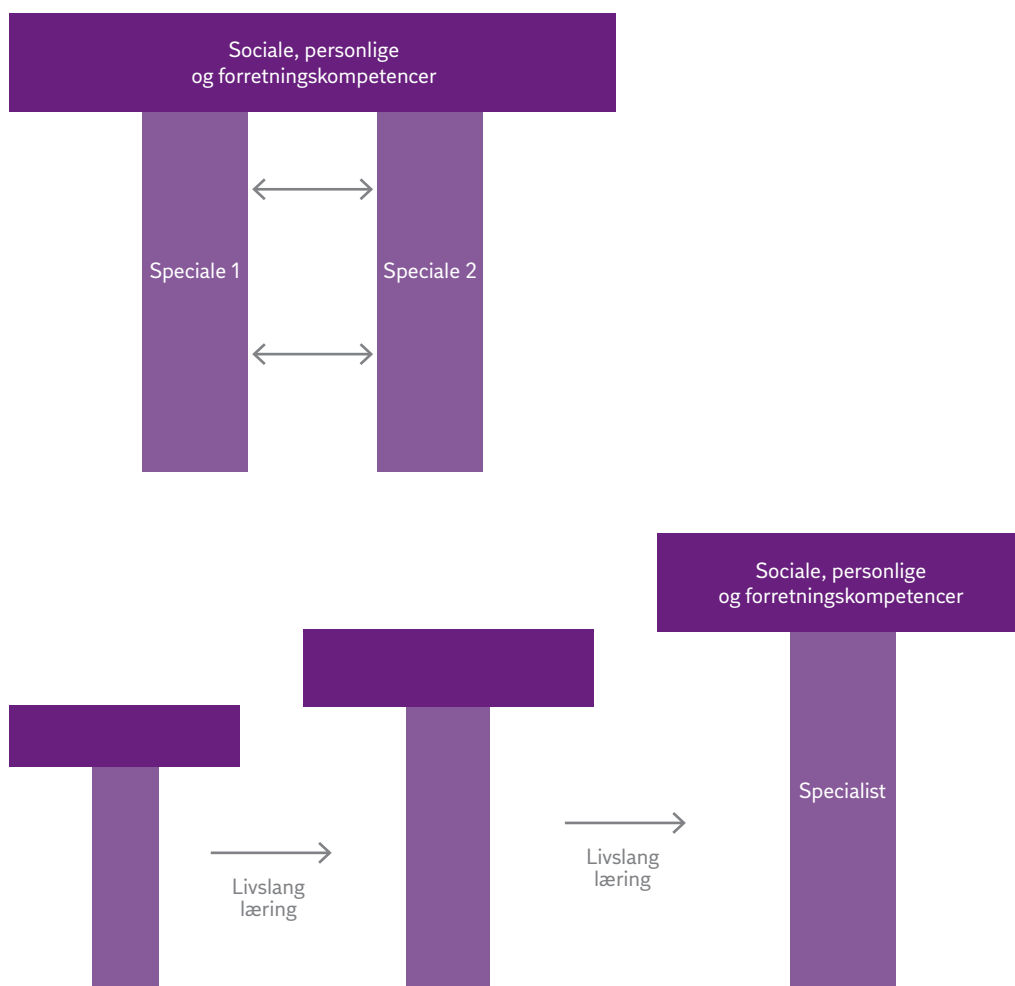 Sociale, personlige
og forretningskompetencer
Speciale 1
Speciale 2
Sociale, personlige
og forretningskompetencer
Specialist
Livslang
læring
Livslang
læring